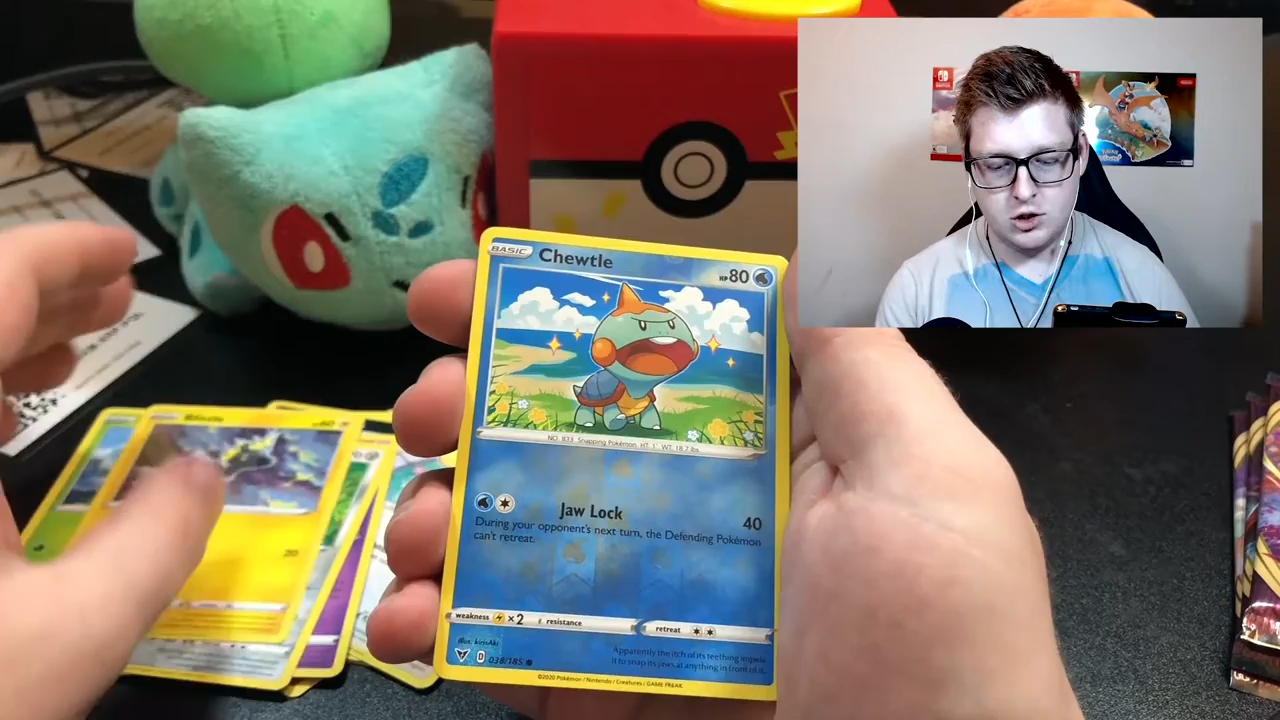 BASIC Chewtle HP 80
NO. 833 Snapping Pokémon HT: 1' WT: 18.7 lbs.
Jaw Lock 40
During your opponent's next turn, the Defending Pokémon
can't retreat.
weakness ×2 resistance retreat
Illus. kirisAki
D 038/185
Apparently the itch of its teething impels
it to snap its jaws at anything in front of it.
©2020 Pokémon / Nintendo / Creatures / GAME FREAK
20